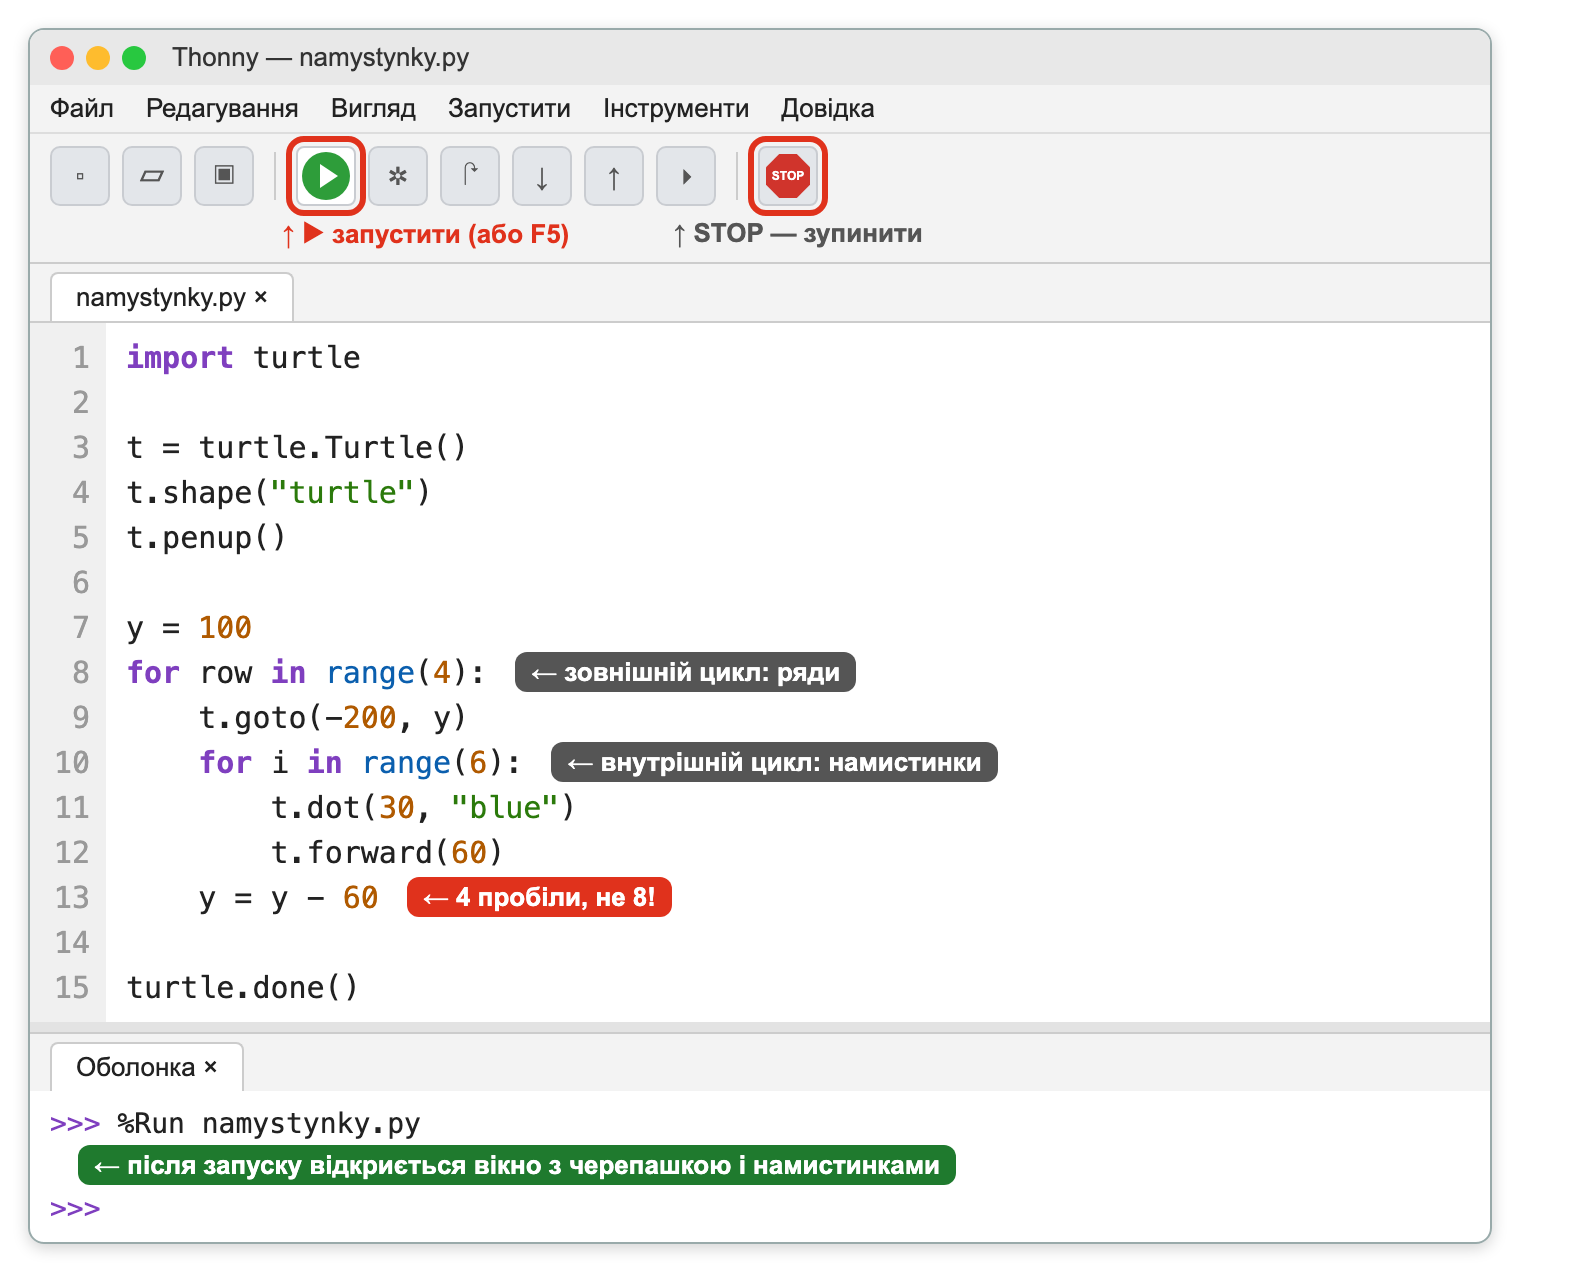 Thonny — namystynky.py
Файл Редагування Вигляд Запустити Інструменти Довідка
STOP
↑ ▶ запустити (або F5) ↑ STOP — зупинити
namystynky.py ×
1 import turtle
2
3 t = turtle.Turtle()
4 t.shape("turtle")
5 t.penup()
6
7 y = 100
8 for row in range(4): ← зовнішній цикл: ряди
9     t.goto(-200, y)
10     for i in range(6): ← внутрішній цикл: намистинки
11         t.dot(30, "blue")
12         t.forward(60)
13     y = y - 60 ← 4 пробіли, не 8!
14
15 turtle.done()
Оболонка ×
>>> %Run namystynky.py
← після запуску відкриється вікно з черепашкою і намистинками
>>>